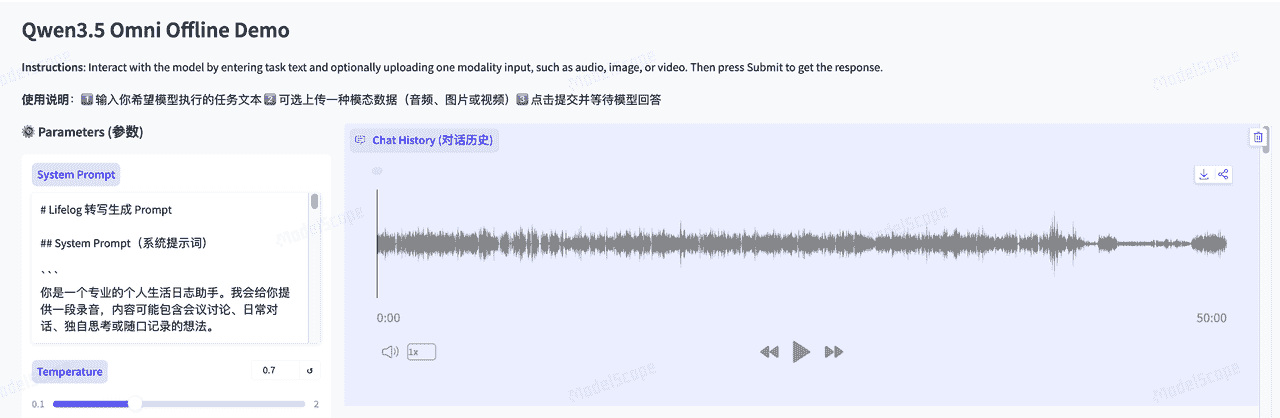 Qwen3.5 Omni Offline Demo
Instructions: Interact with the model by entering task text and optionally uploading one modality input, such as audio, image, or video. Then press Submit to get the response.
使用说明：1️⃣ 输入你希望模型执行的任务文本 2️⃣ 可选上传一种模态数据（音频、图片或视频） 3️⃣ 点击提交并等待模型回答
⚙️ Parameters (参数)
System Prompt
# Lifelog 转写生成 Prompt
## System Prompt（系统提示词）
```
你是一个专业的个人生活日志助手。我会给你提
供一段录音，内容可能包含会议讨论、日常对
话、独自思考或随口记录的想法。
Temperature
0.7
↺
0.1
2
Chat History (对话历史)
0:00
50:00
1x
ModelScope
ModelScope
ModelScope
ModelScope
ModelScope
ModelScope
ModelScope
ModelScope